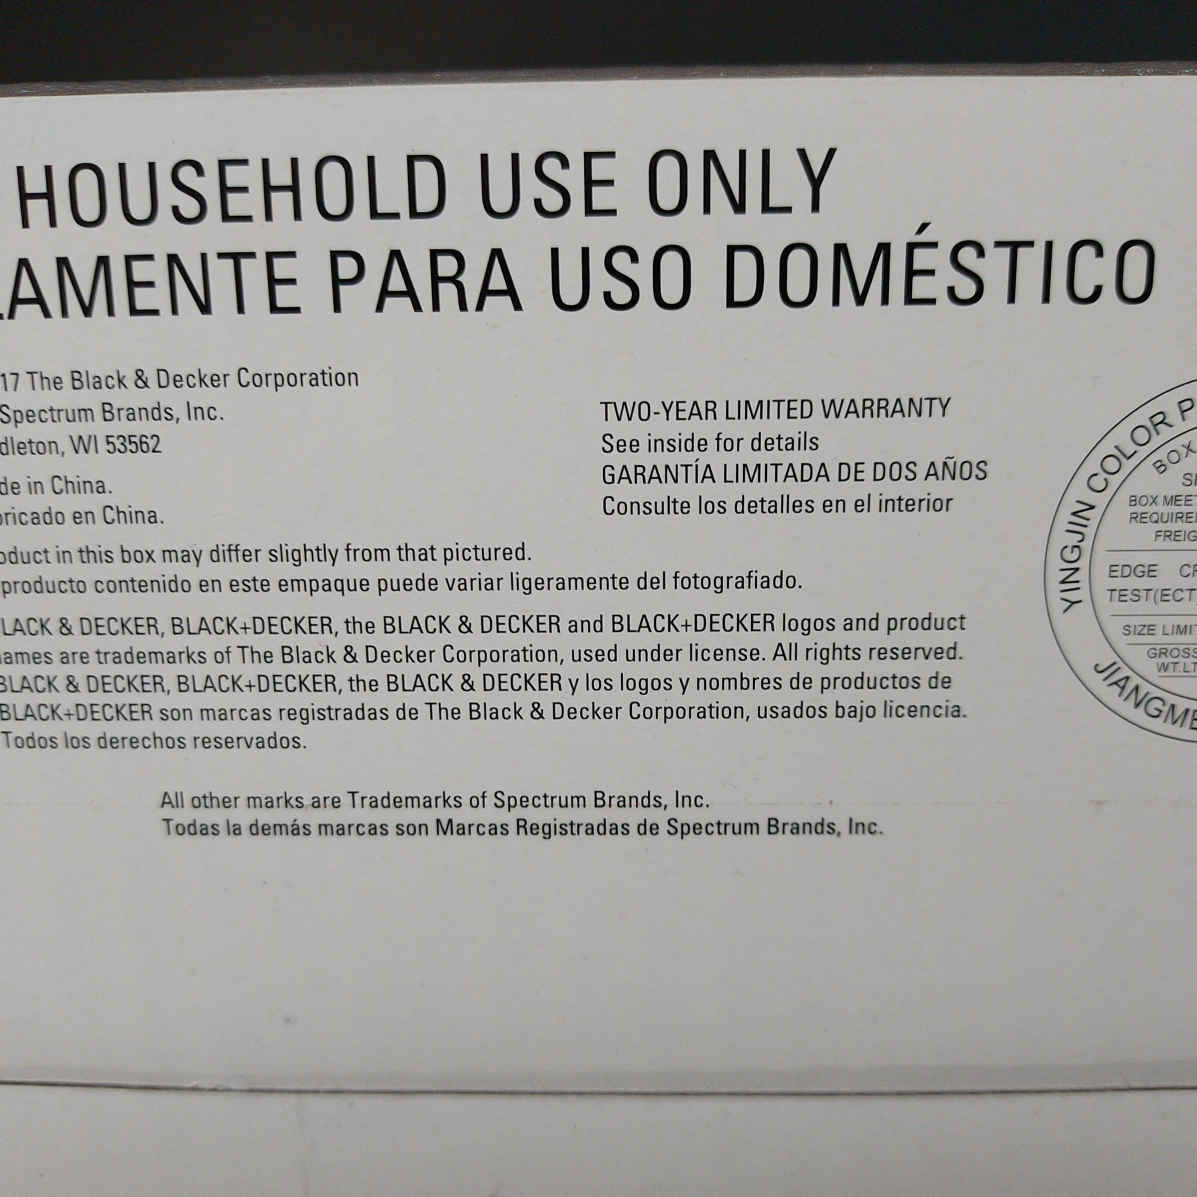 HOUSEHOLD USE ONLY
LAMENTE PARA USO DOMÉSTICO
17 The Black & Decker Corporation
Spectrum Brands, Inc.
dleton, WI 53562
de in China.
ricado en China.
TWO-YEAR LIMITED WARRANTY
See inside for details
GARANTÍA LIMITADA DE DOS AÑOS
Consulte los detalles en el interior
oduct in this box may differ slightly from that pictured.
producto contenido en este empaque puede variar ligeramente del fotografiado.
LACK & DECKER, BLACK+DECKER, the BLACK & DECKER and BLACK+DECKER logos and product
names are trademarks of The Black & Decker Corporation, used under license. All rights reserved.
BLACK & DECKER, BLACK+DECKER, the BLACK & DECKER y los logos y nombres de productos de
BLACK+DECKER son marcas registradas de The Black & Decker Corporation, usados bajo licencia.
Todos los derechos reservados.
All other marks are Trademarks of Spectrum Brands, Inc.
Todas la demás marcas son Marcas Registradas de Spectrum Brands, Inc.
YINGJIN COLOR P
BOX
SI
BOX MEET
REQUIRE
FREIG
EDGE CR
TEST(ECT
SIZE LIMI
GROSS
WT.LT
JIANGME